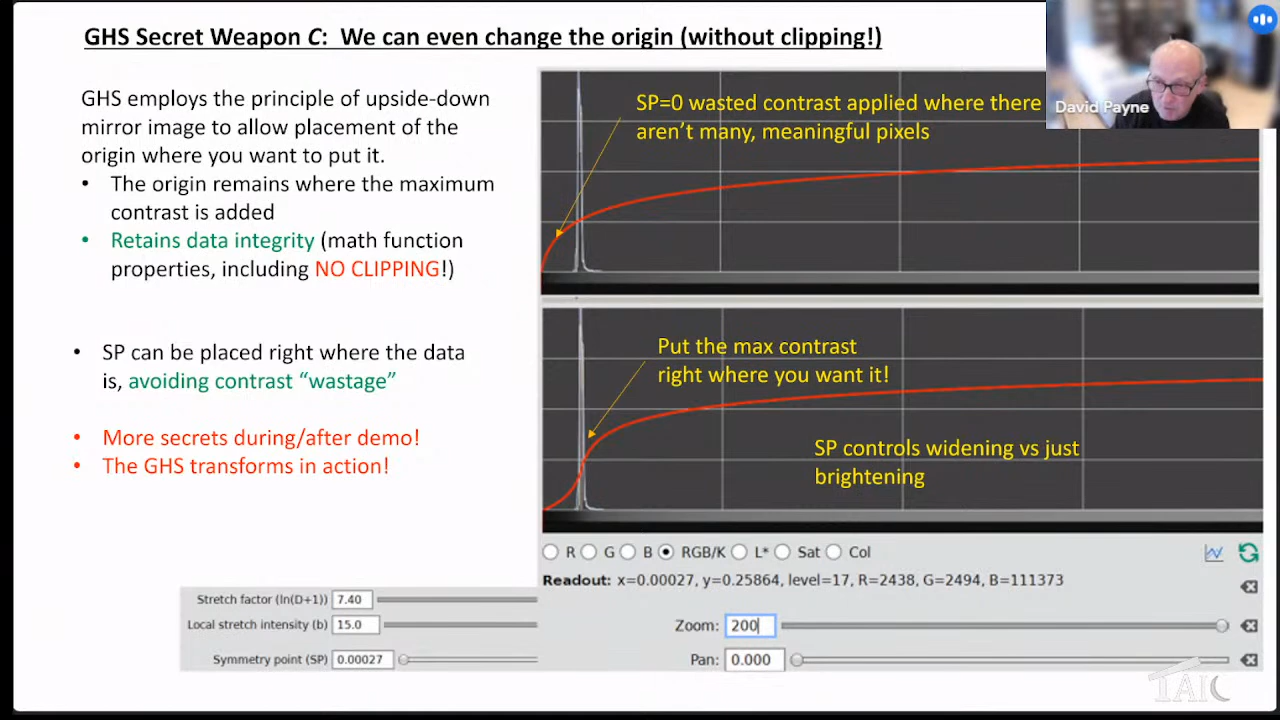 GHS Secret Weapon C: We can even change the origin (without clipping!)
GHS employs the principle of upside-down
mirror image to allow placement of the
origin where you want to put it.
• The origin remains where the maximum
contrast is added
• Retains data integrity (math function
properties, including NO CLIPPING!)
• SP can be placed right where the data
is, avoiding contrast “wastage”
• More secrets during/after demo!
• The GHS transforms in action!
SP=0 wasted contrast applied where there
aren’t many, meaningful pixels
David Payne
Put the max contrast
right where you want it!
SP controls widening vs just
brightening
R G B RGB/K L* Sat Col
Readout: x=0.00027, y=0.25864, level=17, R=2438, G=2494, B=111373
Stretch factor (ln(D+1)) 7.40
Local stretch intensity (b) 15.0
Symmetry point (SP) 0.00027
Zoom: 200
Pan: 0.000
TAIC